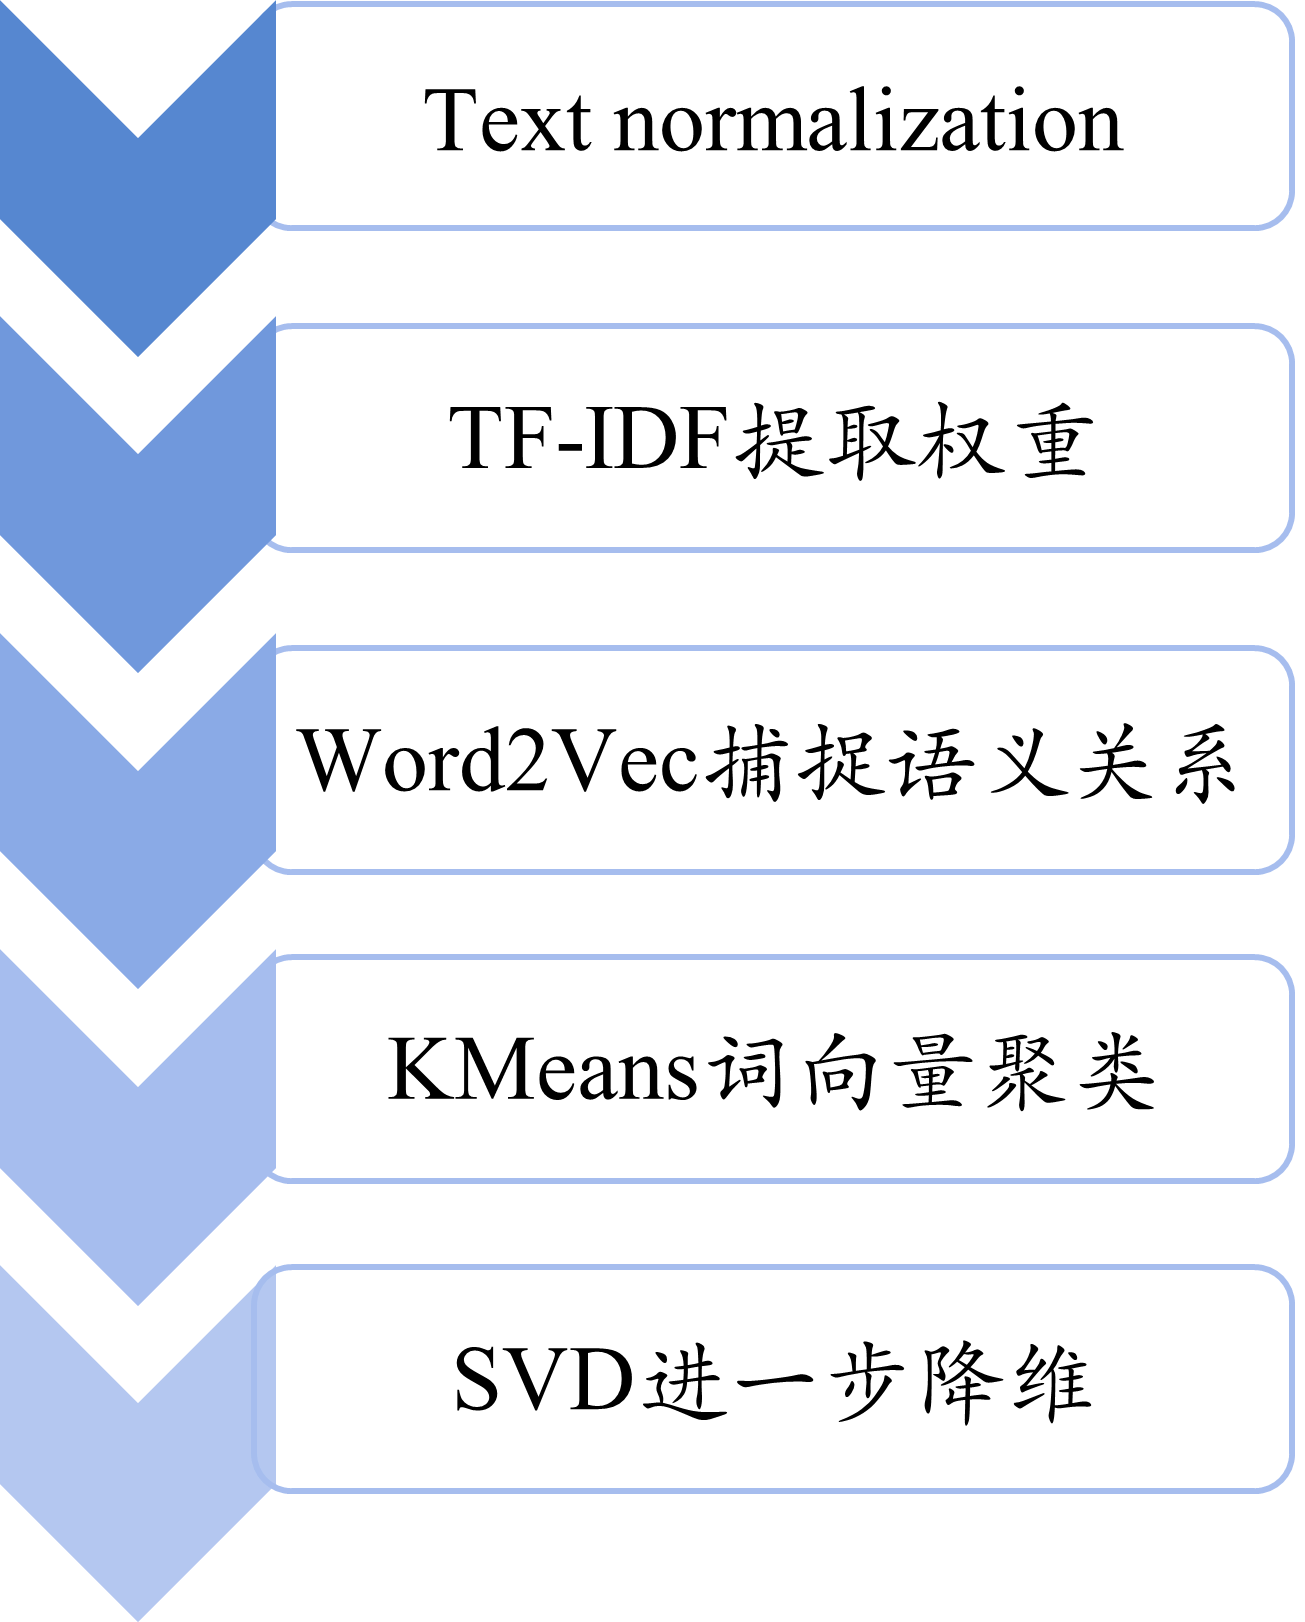 Text normalization
TF-IDF提取权重
Word2Vec捕捉语义关系
KMeans词向量聚类
SVD进一步降维